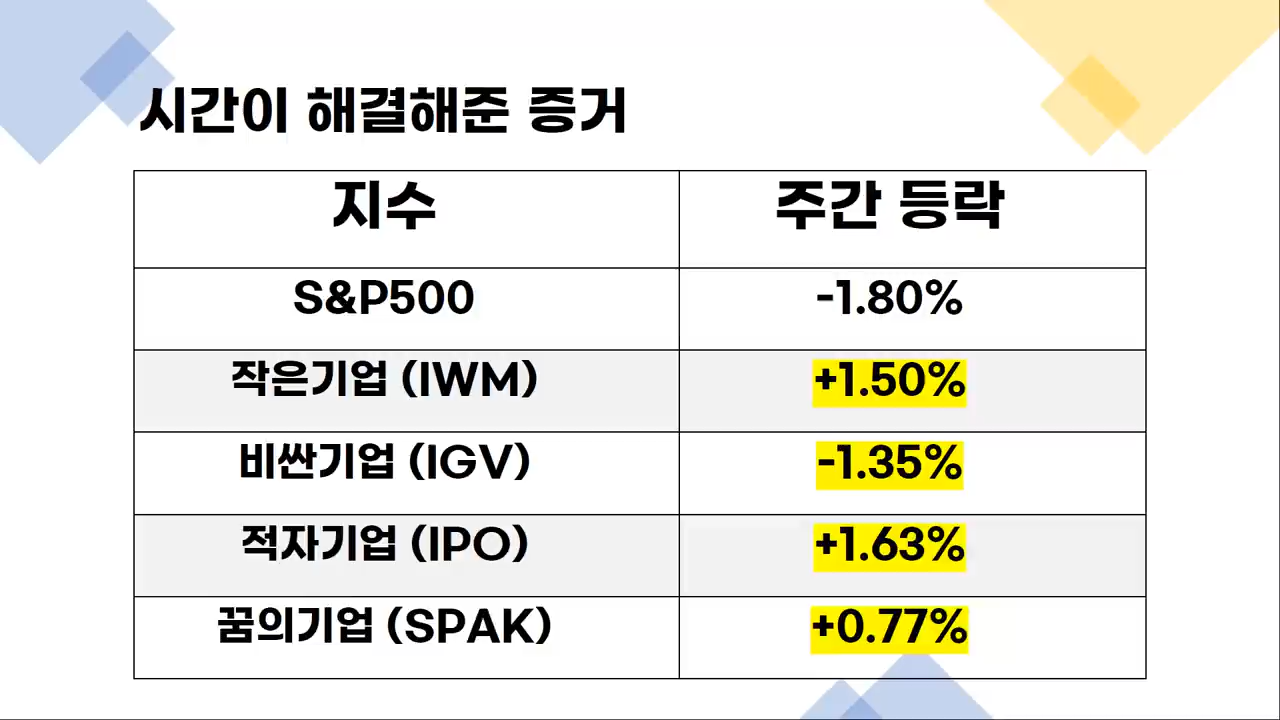 시간이 해결해준 증거
지수 주간 등락
S&P500 -1.80%
작은기업 (IWM) +1.50%
비싼기업 (IGV) -1.35%
적자기업 (IPO) +1.63%
꿈의기업 (SPAK) +0.77%